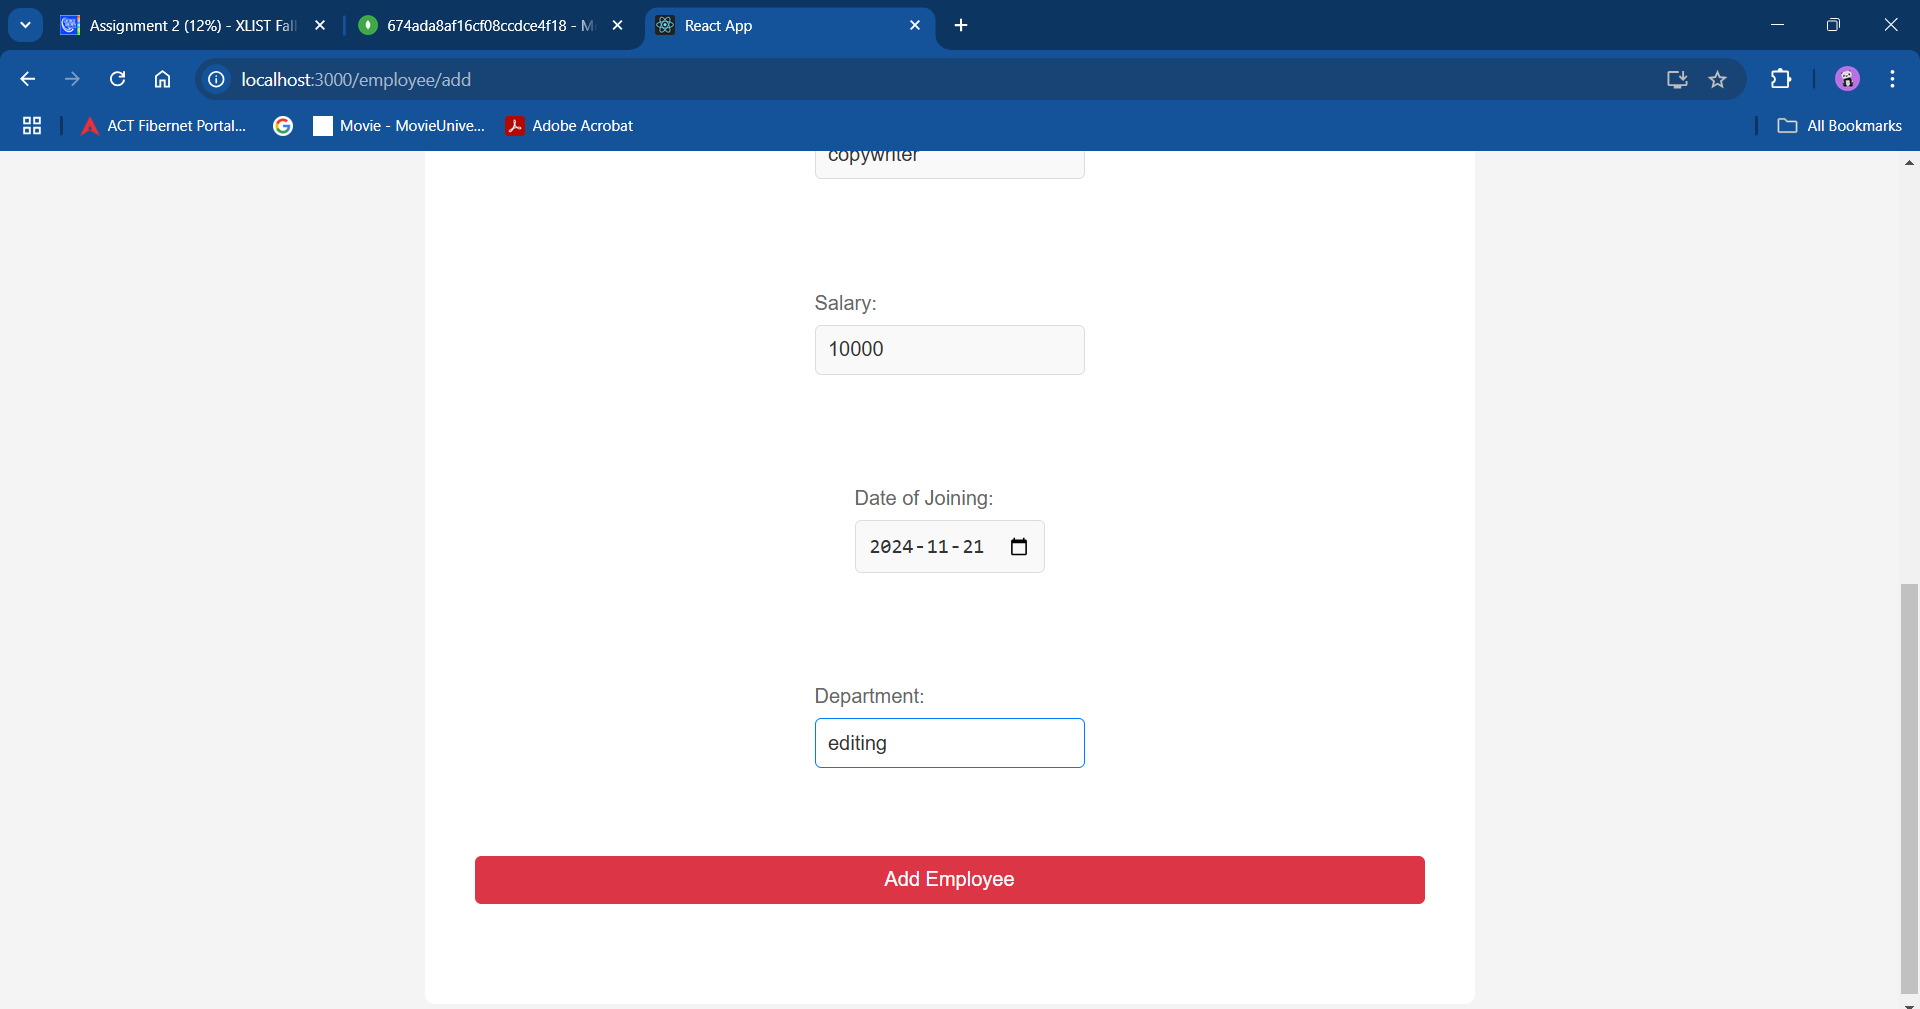 Assignment 2 (12%) - XLIST Fall
674ada8af16cf08ccdce4f18 - M
React App
localhost:3000/employee/add
ACT Fibernet Portal...
Movie - MovieUnive...
Adobe Acrobat
All Bookmarks
copywriter
Salary:
10000
Date of Joining:
2024-11-21
Department:
editing
Add Employee